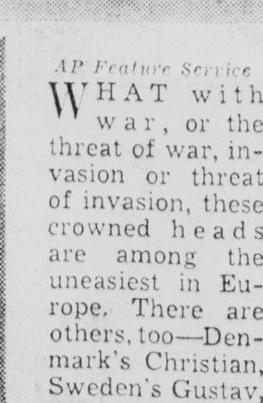 AP Feature Service
WHAT with
war, or the
threat of war, in-
vasion or threat
of invasion, these
crowned heads
are among the
uneasiest in Eu-
rope. There are
others, too—Den-
mark's Christian,
Sweden's Gustav,